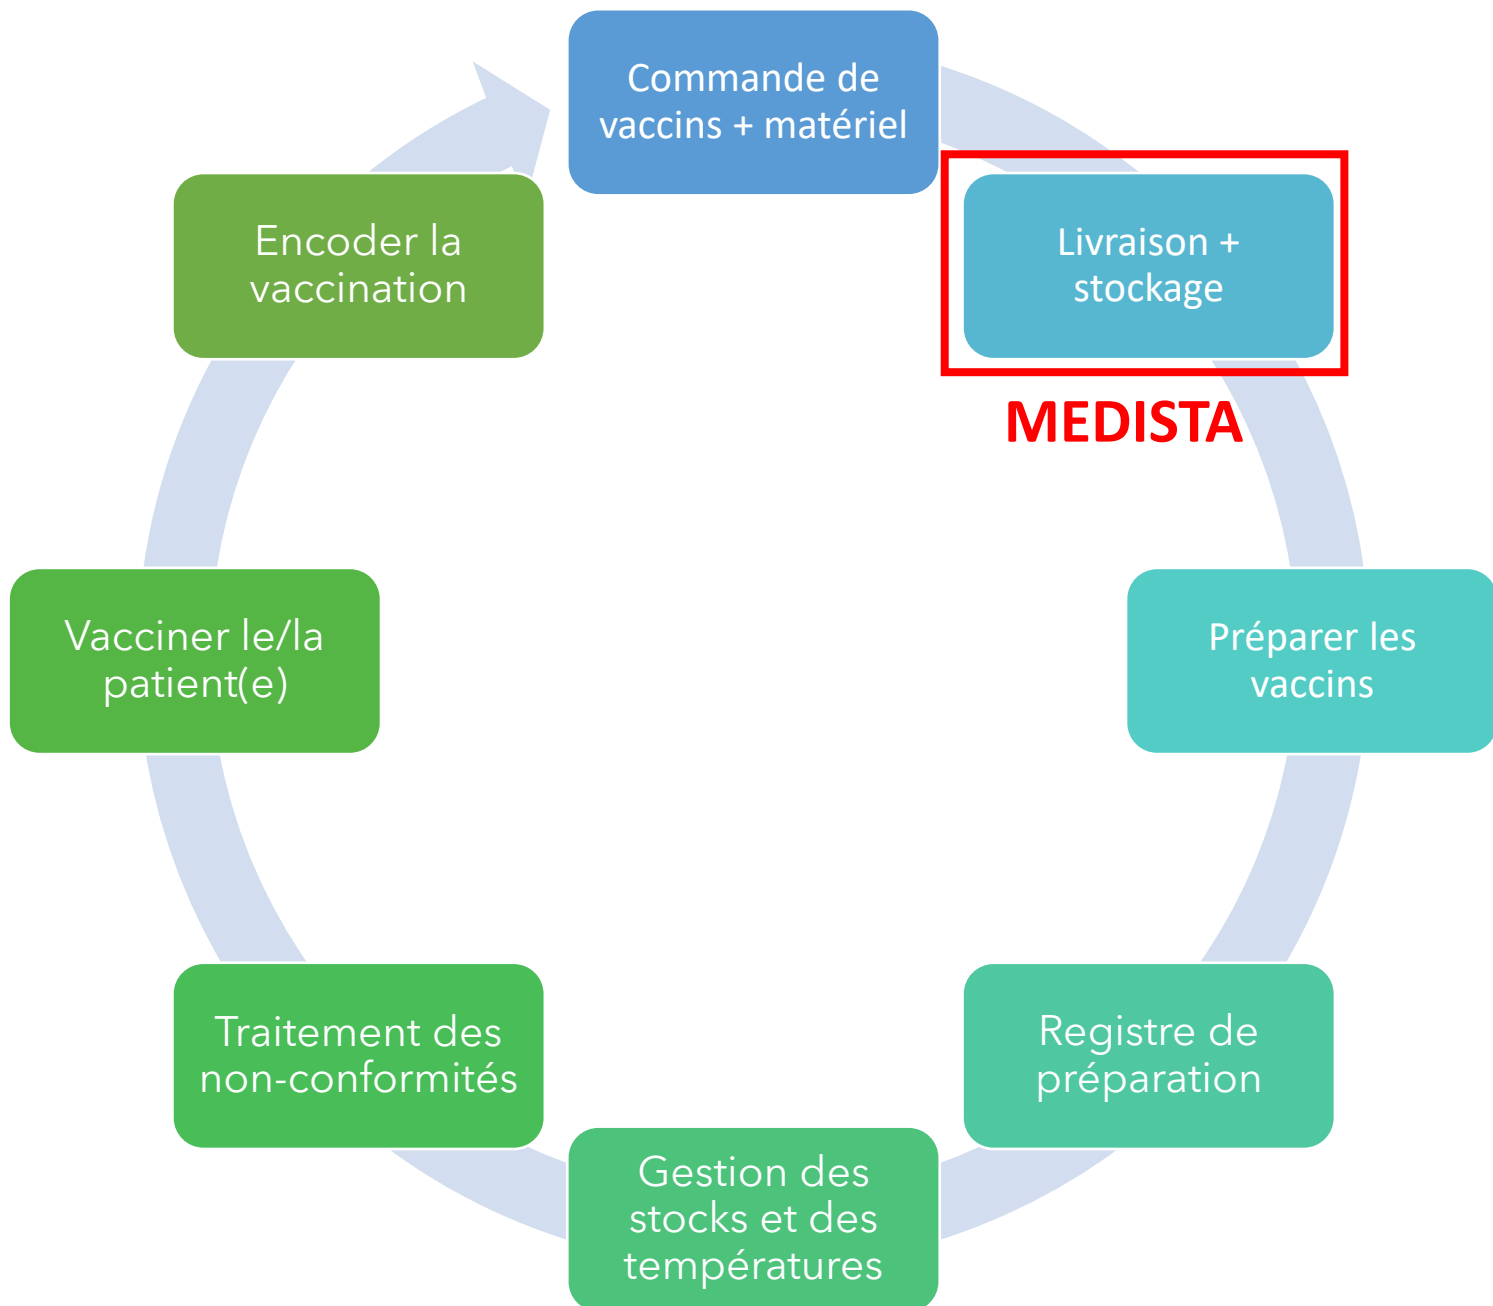 Commande de
vaccins + matériel
Livraison +
stockage
MEDISTA
Préparer les
vaccins
Registre de
préparation
Gestion des
stocks et des
températures
Traitement des
non-conformités
Vacciner le/la
patient(e)
Encoder la
vaccination